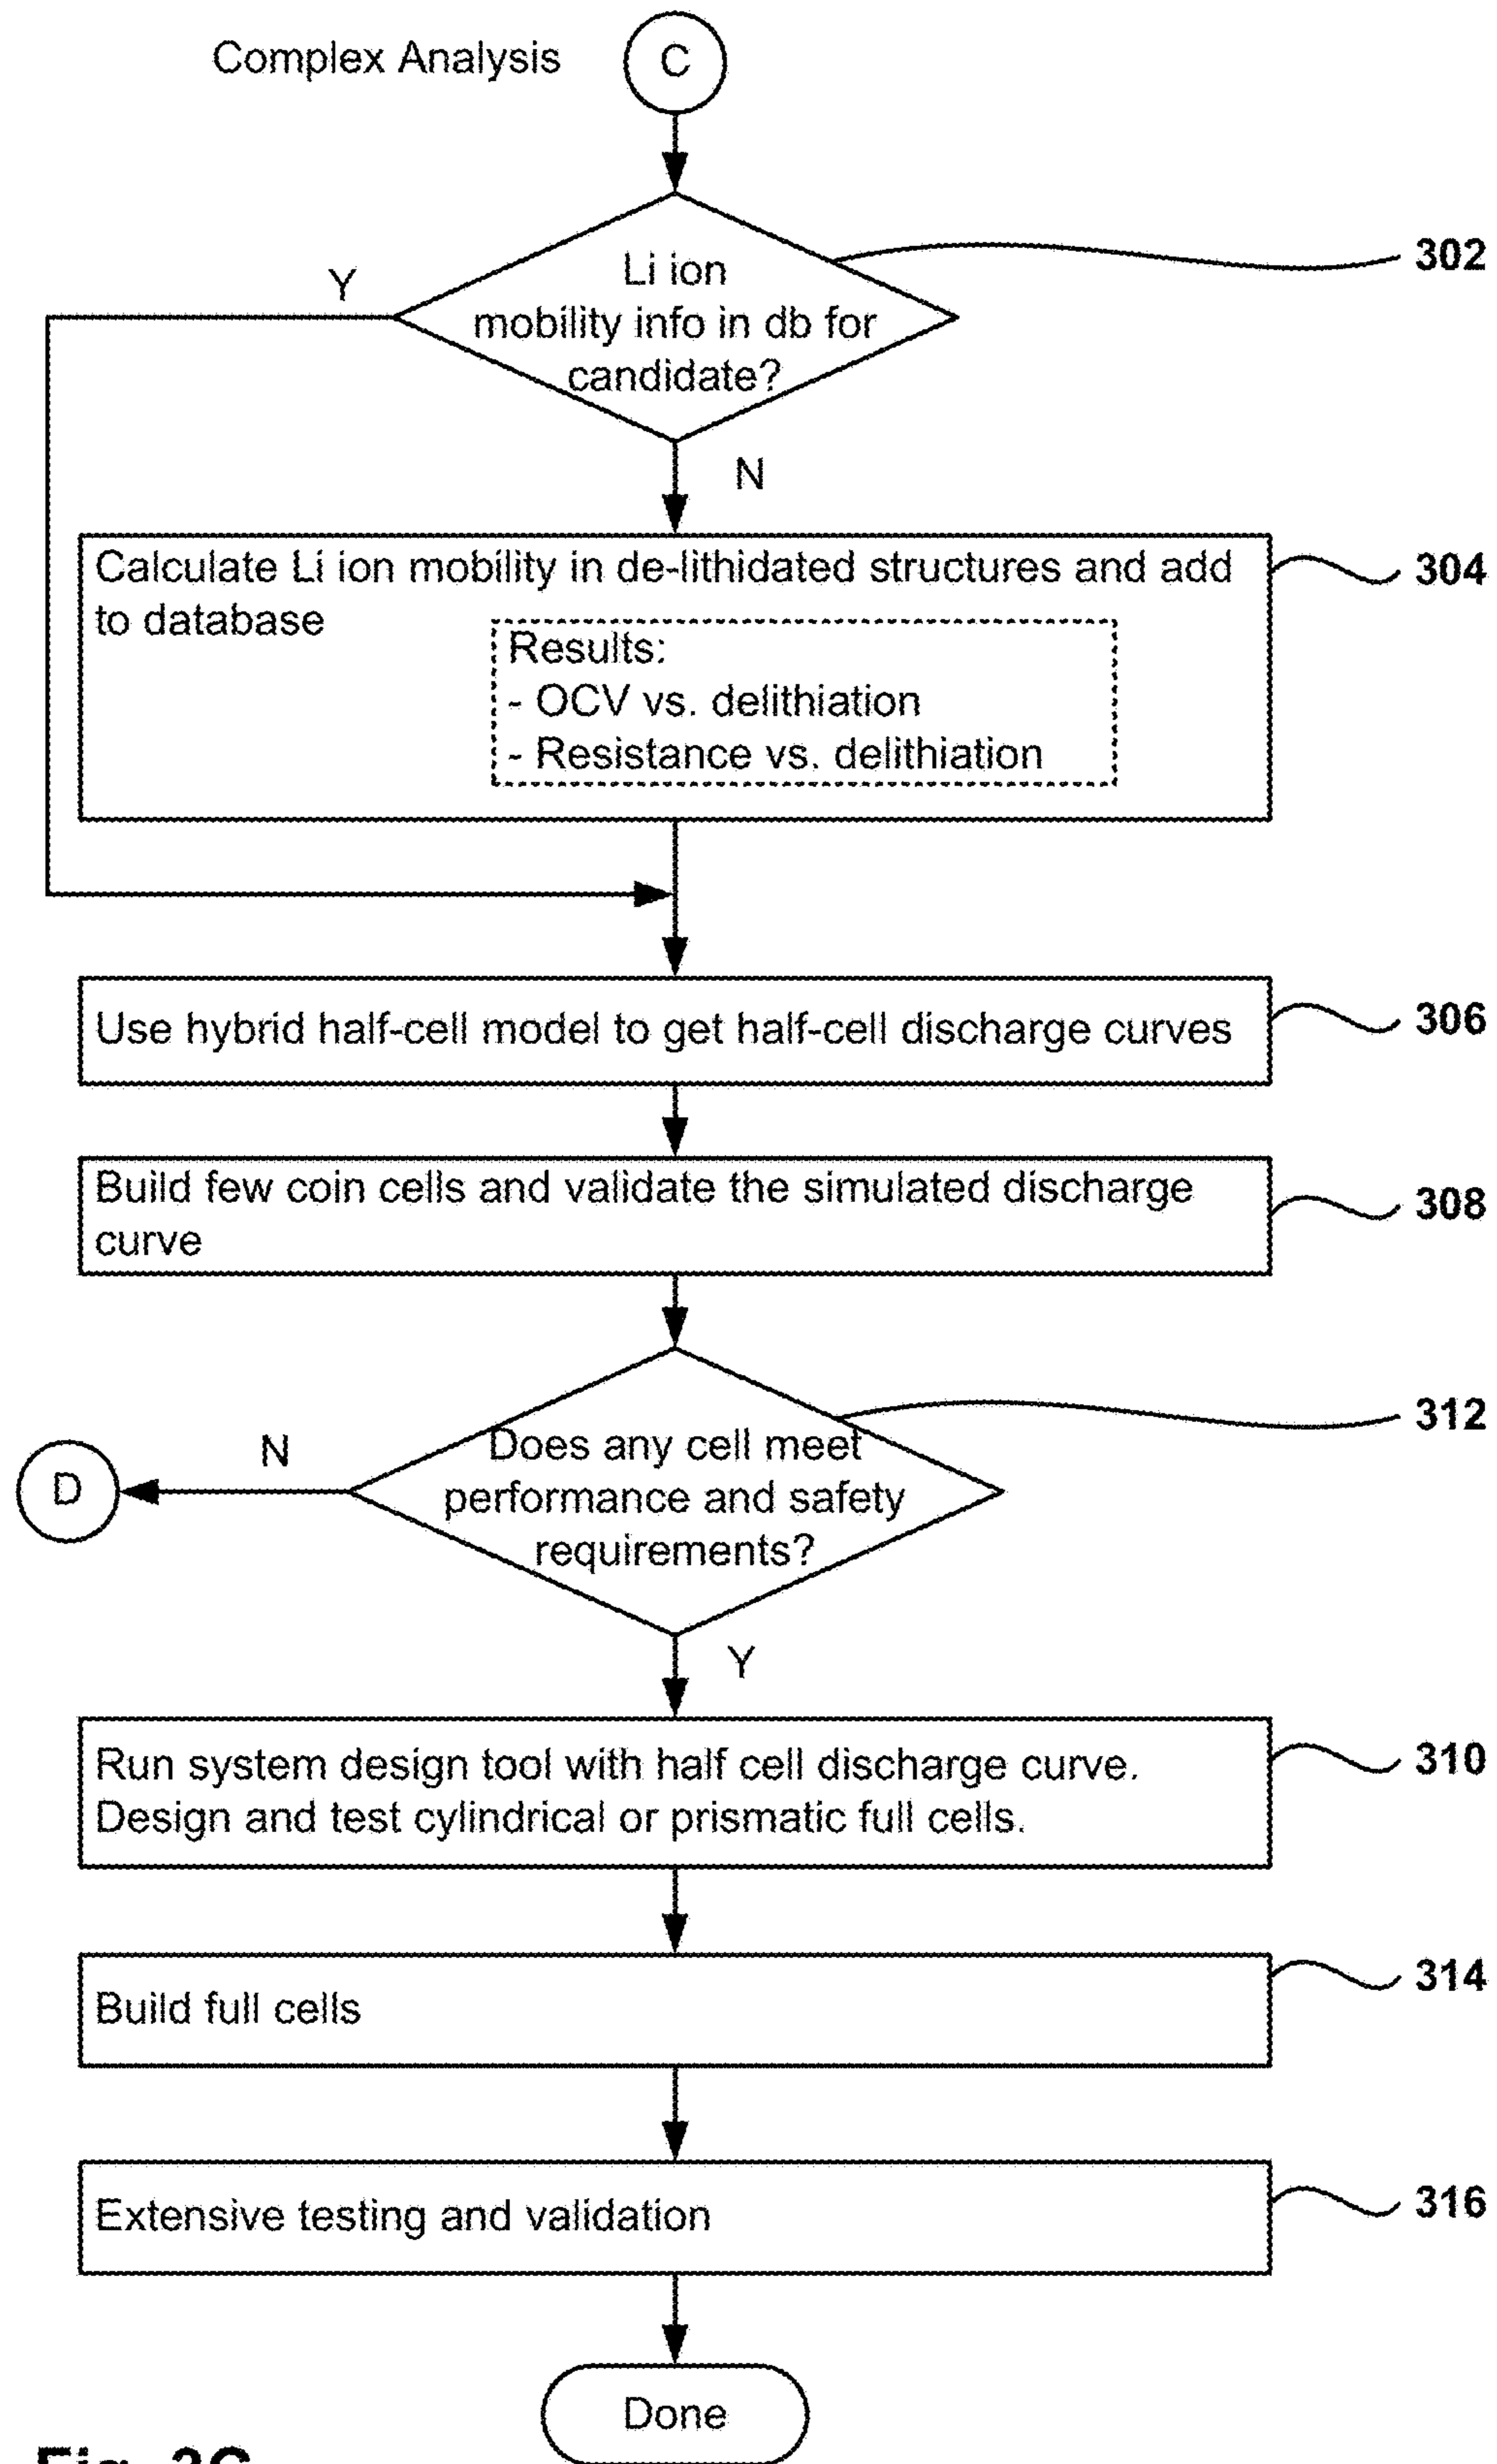 Complex Analysis
C
Li ion
mobility info in db for
candidate?
302
Y
N
Calculate Li ion mobility in de-lithidated structures and add
to database
304
Results:
- OCV vs. delithiation
- Resistance vs. delithiation
Use hybrid half-cell model to get half-cell discharge curves
306
Build few coin cells and validate the simulated discharge
curve
308
Does any cell meet
performance and safety
requirements?
312
N
D
Y
Run system design tool with half cell discharge curve.
Design and test cylindrical or prismatic full cells.
310
Build full cells
314
Extensive testing and validation
316
Done